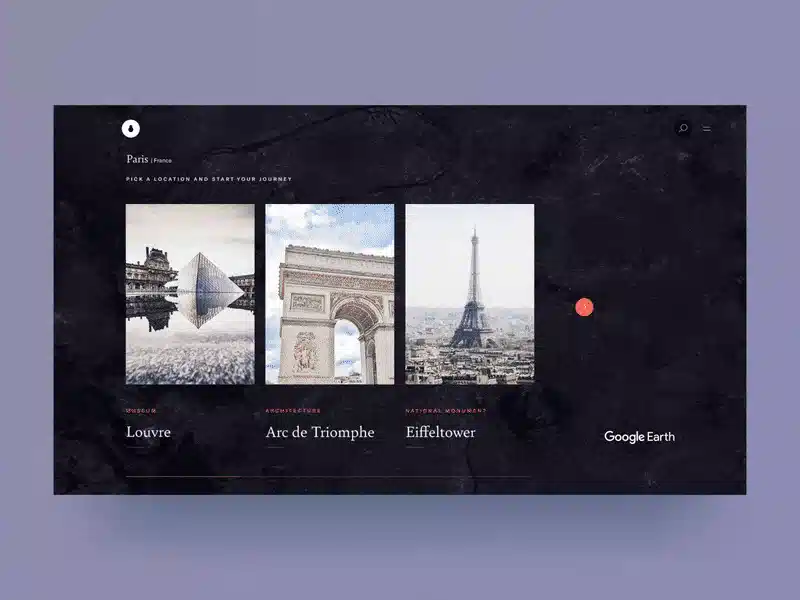 Paris | France
PICK A LOCATION AND START YOUR JOURNEY
MUSEUM
Louvre
ARCHITECTURE
Arc de Triomphe
NATIONAL MONUMENT
Eiffeltower
Google Earth